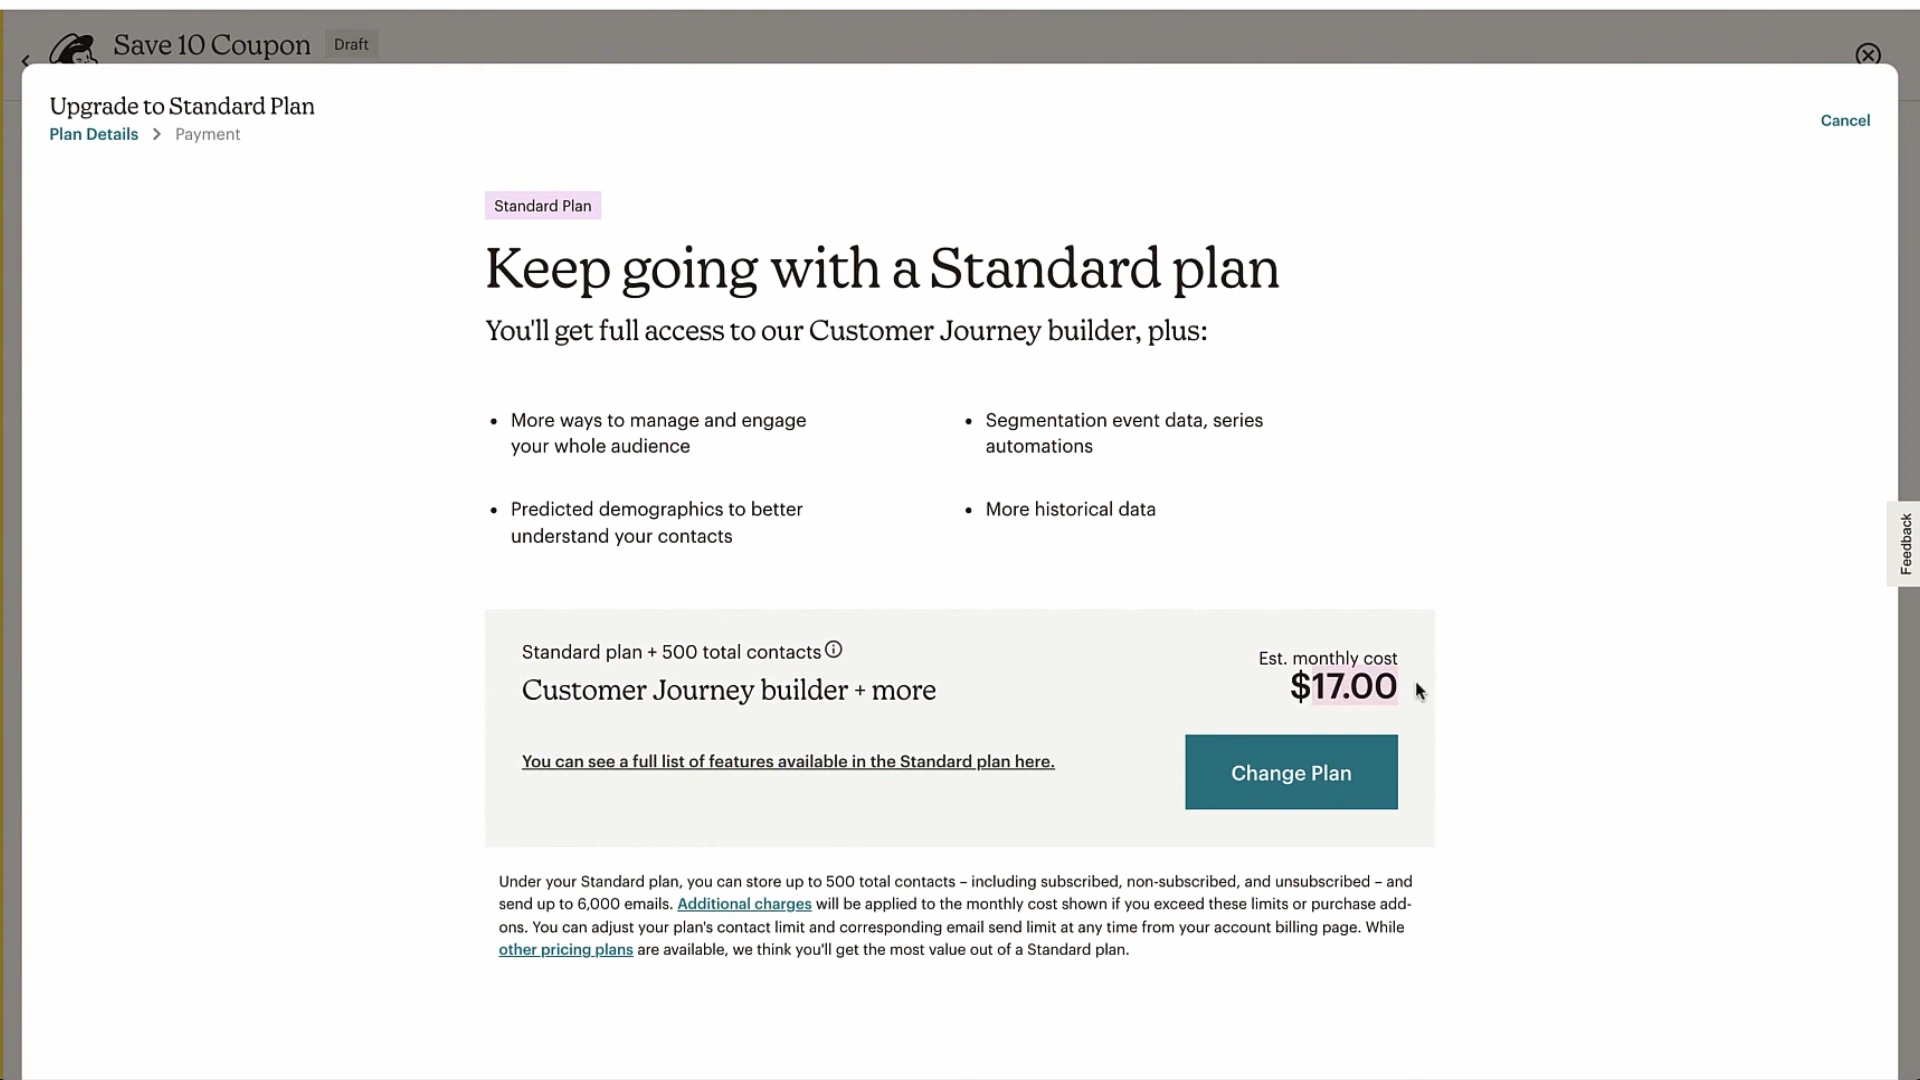 Save 10 Coupon
Draft
Upgrade to Standard Plan
Plan Details > Payment
Cancel
Standard Plan
Keep going with a Standard plan
You'll get full access to our Customer Journey builder, plus:
• More ways to manage and engage
your whole audience
• Segmentation event data, series
automations
• Predicted demographics to better
understand your contacts
• More historical data
Feedback
Standard plan + 500 total contacts
Customer Journey builder + more
Est. monthly cost
$17.00
You can see a full list of features available in the Standard plan here.
Change Plan
Under your Standard plan, you can store up to 500 total contacts – including subscribed, non-subscribed, and unsubscribed – and
send up to 6,000 emails. Additional charges will be applied to the monthly cost shown if you exceed these limits or purchase add-
ons. You can adjust your plan's contact limit and corresponding email send limit at any time from your account billing page. While
other pricing plans are available, we think you'll get the most value out of a Standard plan.